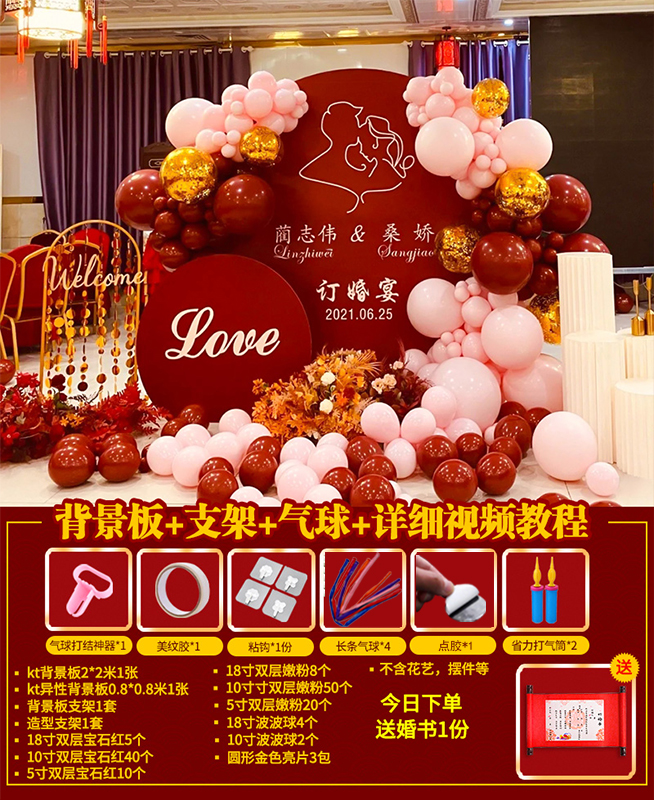 Welcome
蔺志伟 & 桑娇
Linzhiwei Sangjiao
订婚宴
2021.06.25
Love
背景板+支架+气球+详细视频教程
气球打结神器*1
美纹胶*1
粘钩*1份
长条气球*4
点胶*1
省力打气筒*2
• kt背景板2*2米1张
• kt异性背景板0.8*0.8米1张
• 背景板支架1套
• 造型支架1套
• 18寸双层宝石红5个
• 10寸双层宝石红40个
• 5寸双层宝石红10个
• 18寸双层嫩粉8个
• 10寸寸双层嫩粉50个
• 5寸双层嫩粉20个
• 18寸波波球4个
• 10寸波波球2个
• 圆形金色亮片3包
• 不含花艺，摆件等
今日下单
送婚书1份
送